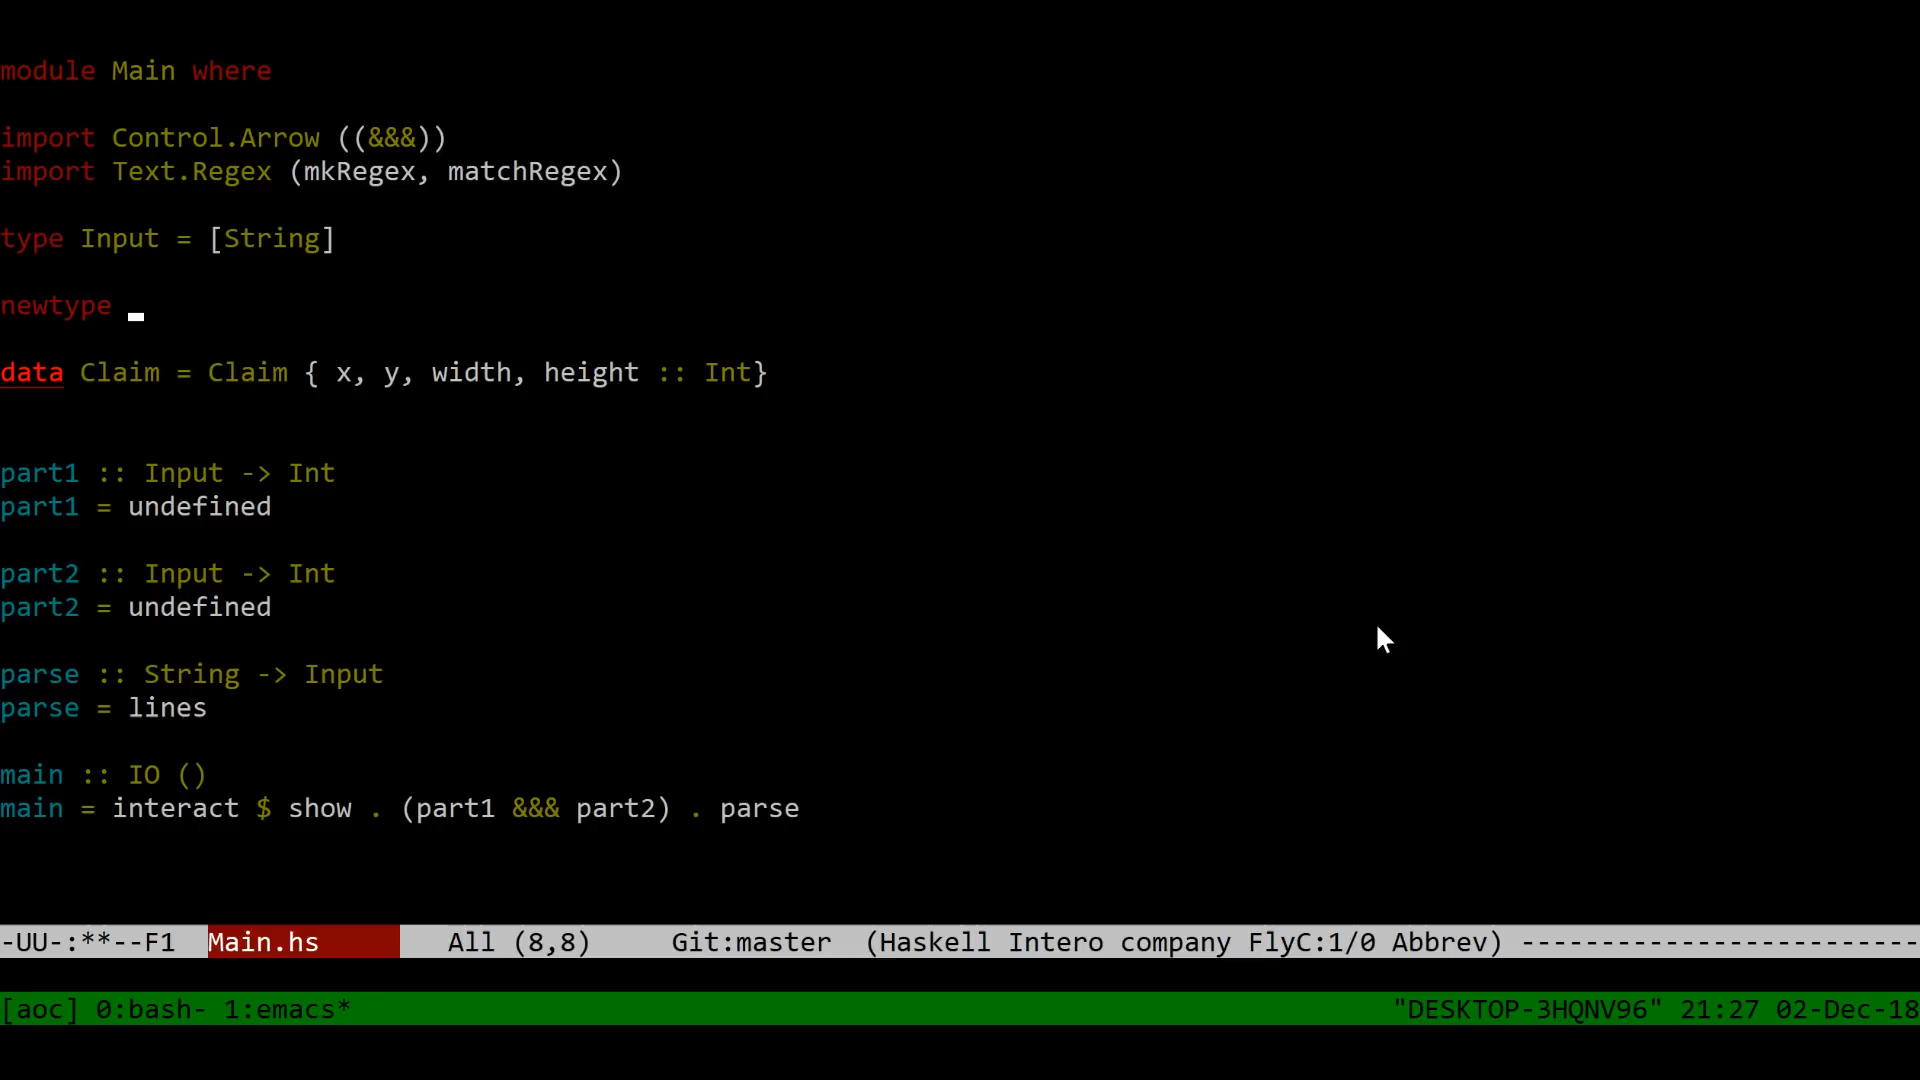 module Main where
import Control.Arrow ((&&&))
import Text.Regex (mkRegex, matchRegex)
type Input = [String]
newtype
data Claim = Claim { x, y, width, height :: Int}
part1 :: Input -> Int
part1 = undefined
part2 :: Input -> Int
part2 = undefined
parse :: String -> Input
parse = lines
main :: IO ()
main = interact $ show . (part1 &&& part2) . parse
-UU-:**--F1  Main.hs        All (8,8)     Git:master  (Haskell Intero company FlyC:1/0 Abbrev) -------------------------
[aoc] 0:bash- 1:emacs*                                                                 "DESKTOP-3HQNV96" 21:27 02-Dec-18